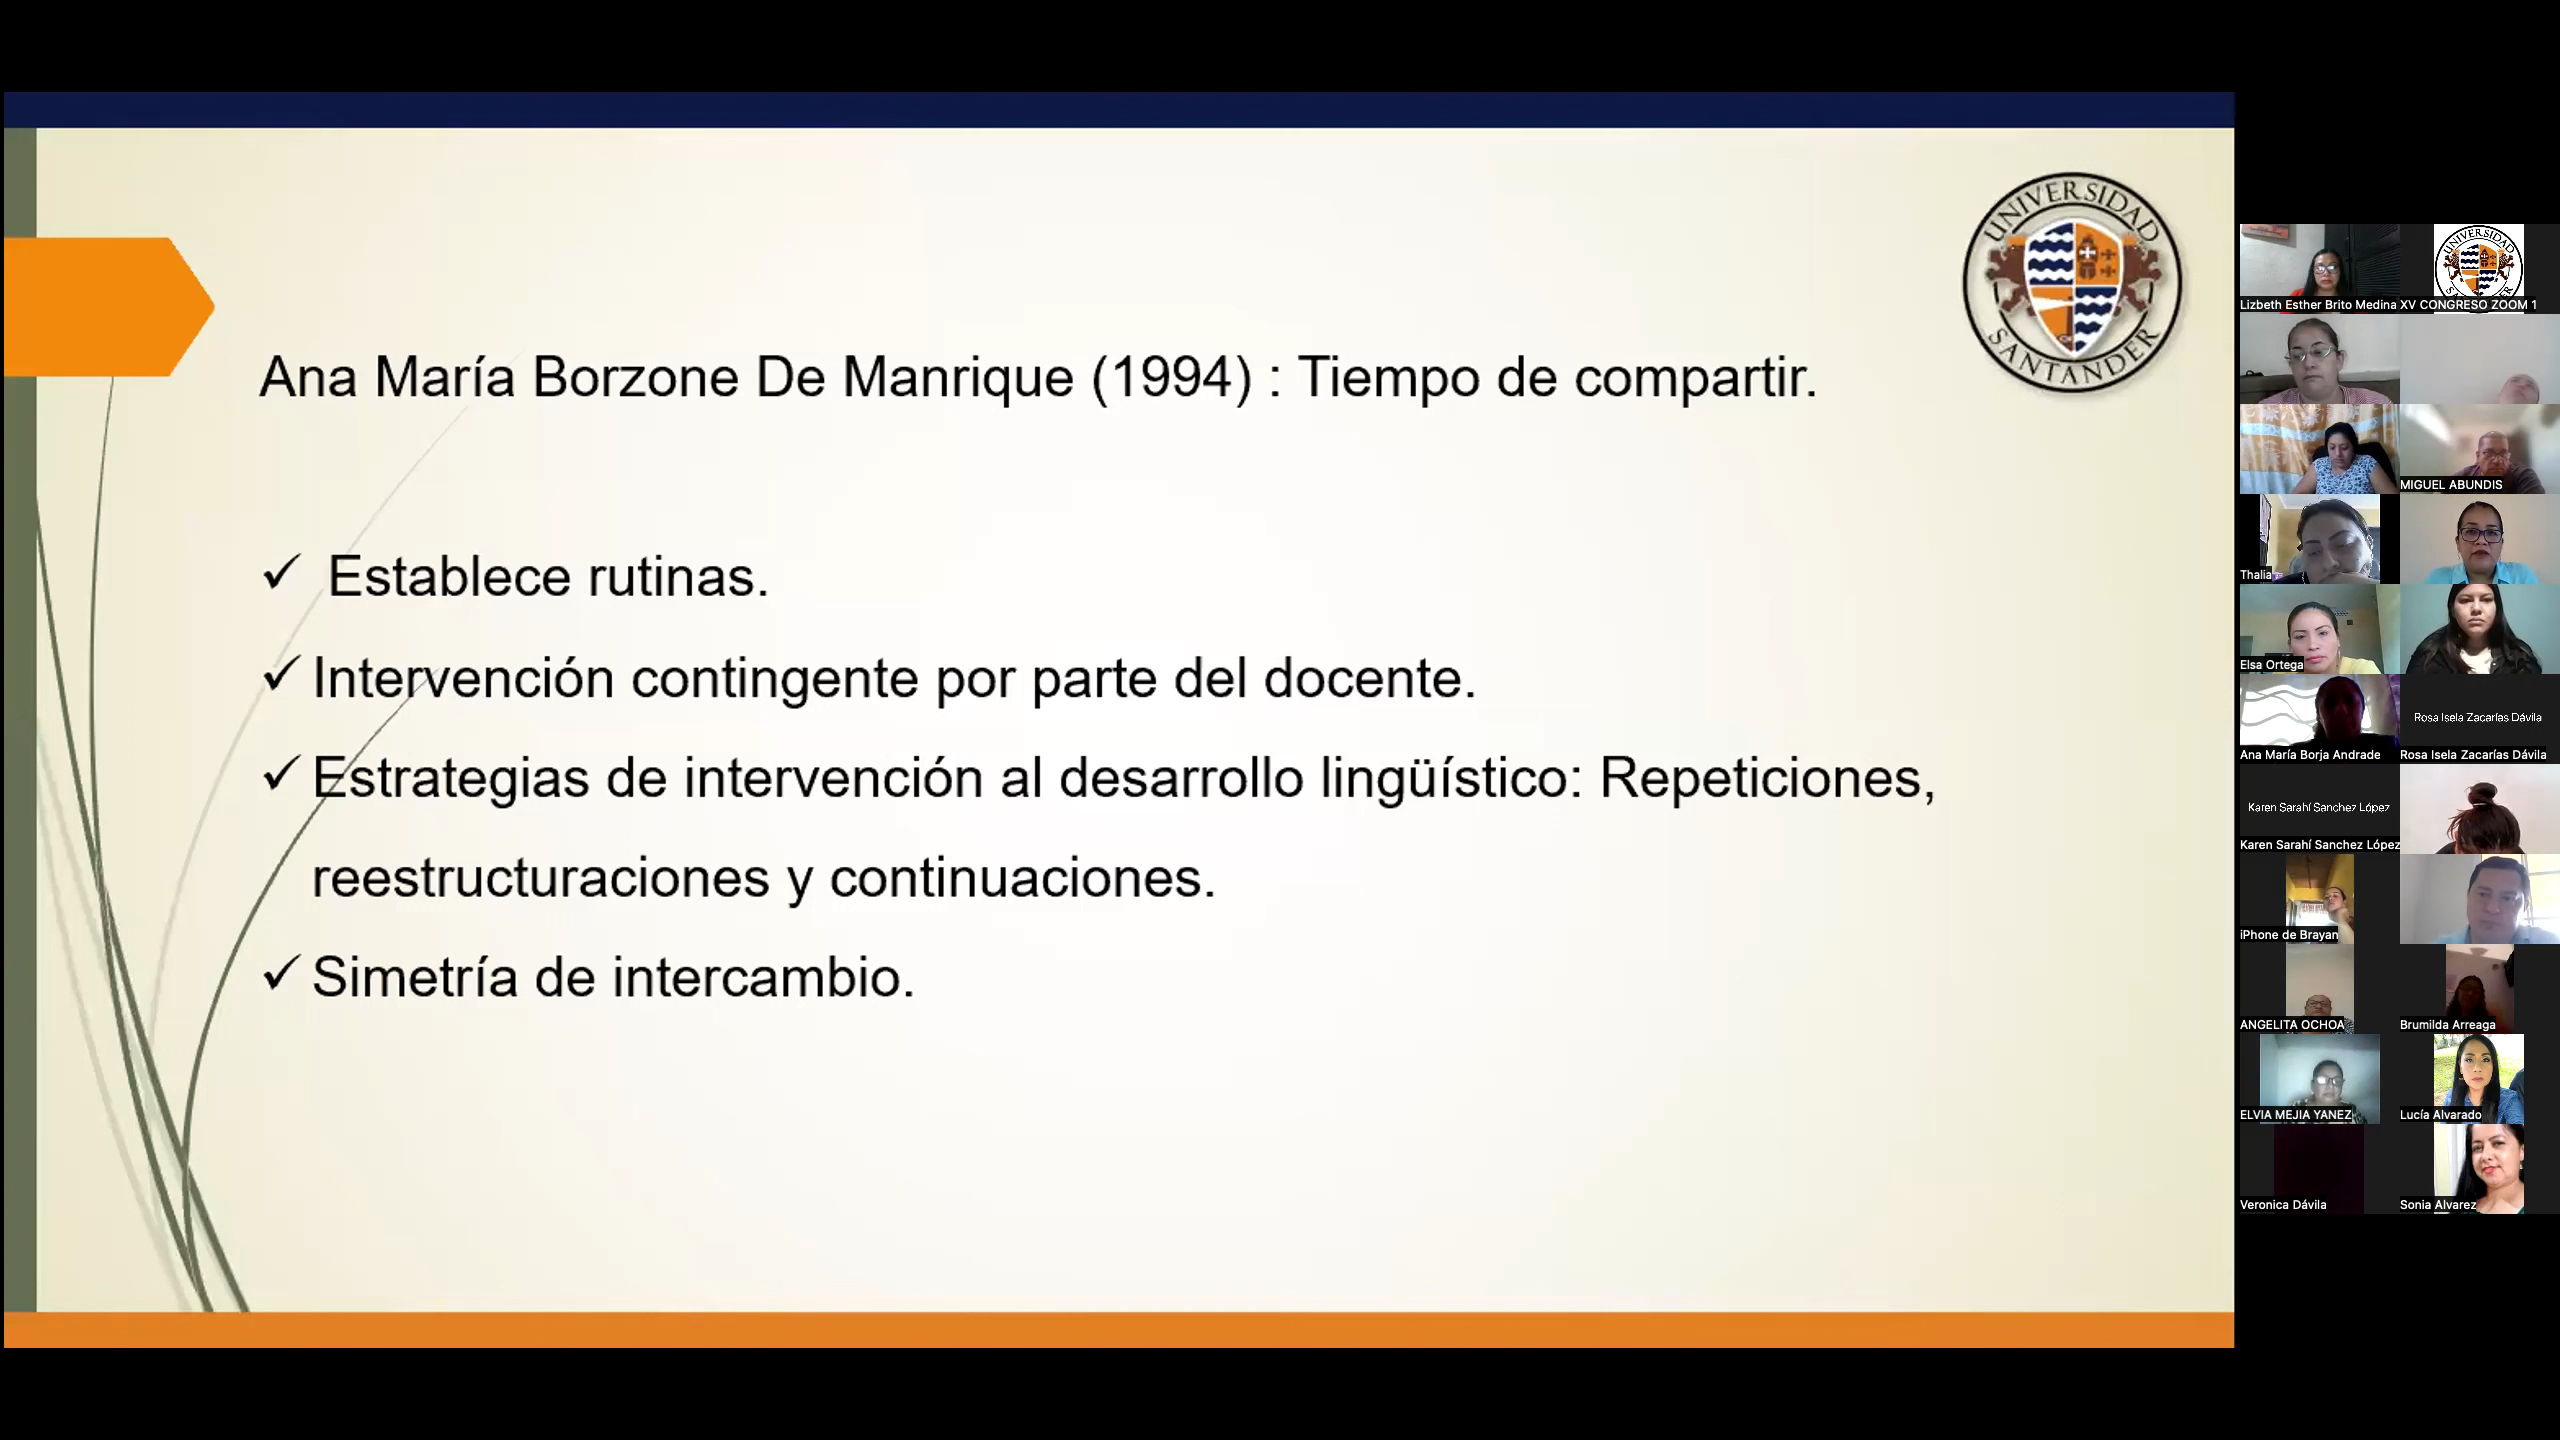 UNIVERSIDAD
SANTANDER
Ana María Borzone De Manrique (1994) : Tiempo de compartir.
✓ Establece rutinas.
✓ Intervención contingente por parte del docente.
✓ Estrategias de intervención al desarrollo lingüístico: Repeticiones,
reestructuraciones y continuaciones.
✓ Simetría de intercambio.
UNIVERSIDAD
Lizbeth Esther Brito Medina
XV CONGRESO ZOOM 1
MIGUEL ABUNDIS
Thalia
Elsa Ortega
Ana María Borja Andrade
Rosa Isela Zacarías Dávila
Rosa Isela Zacarías Dávila
Karen Sarahí Sanchez López
Karen Sarahí Sanchez López
iPhone de Brayan
ANGELITA OCHOA
Brumilda Arreaga
ELVIA MEJIA YANEZ
Lucía Alvarado
Veronica Dávila
Sonia Alvarez